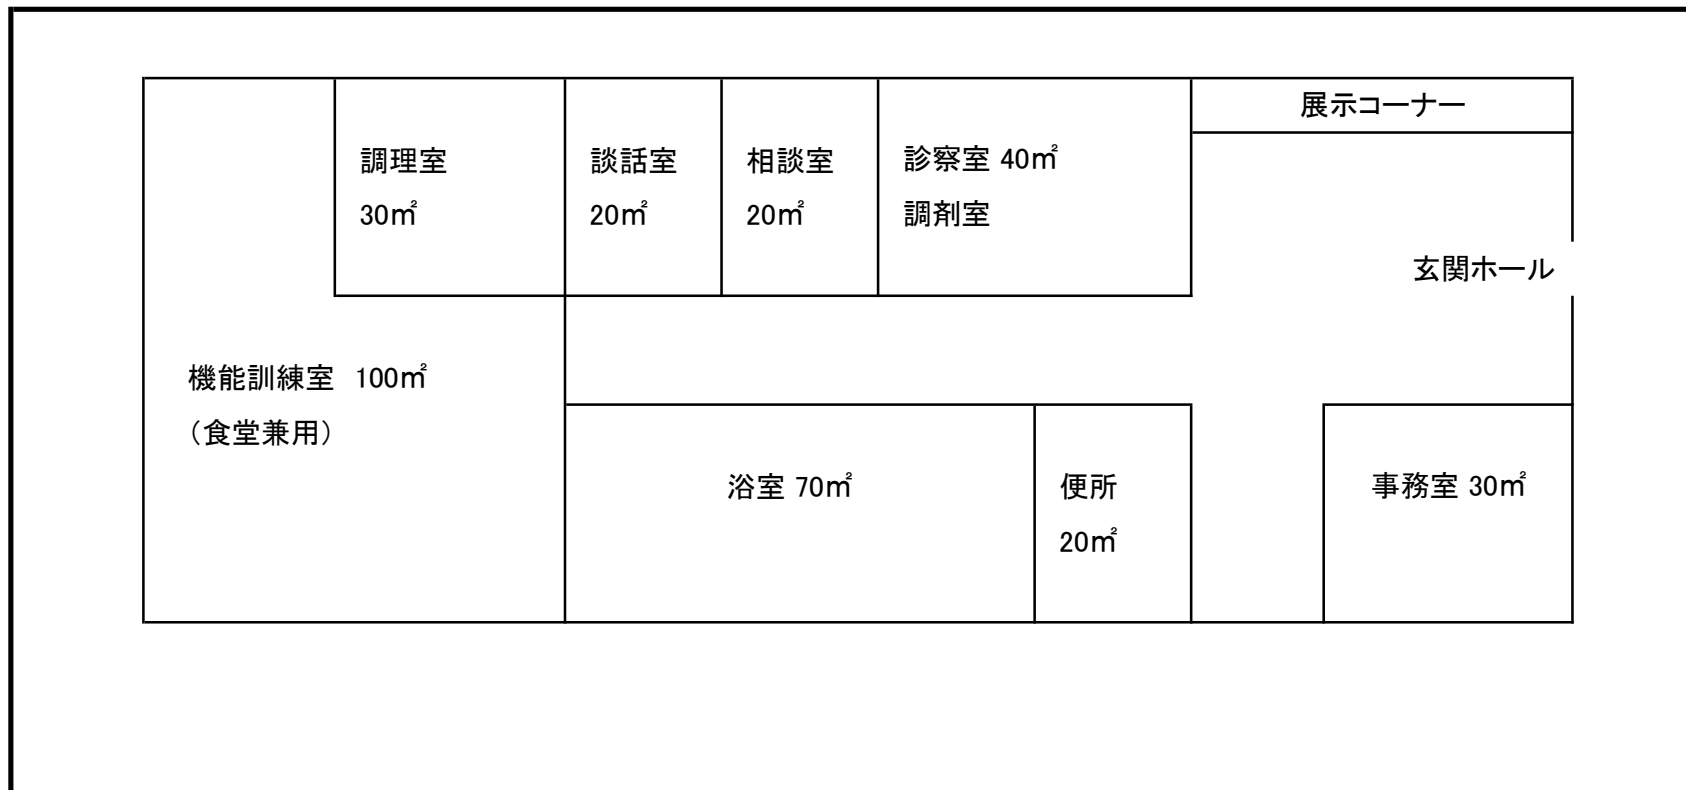 展示コーナー
調理室
30㎡
談話室
20㎡
相談室
20㎡
診察室 40㎡
調剤室
玄関ホール
機能訓練室 100㎡
（食堂兼用）
浴室 70㎡
便所
20㎡
事務室 30㎡